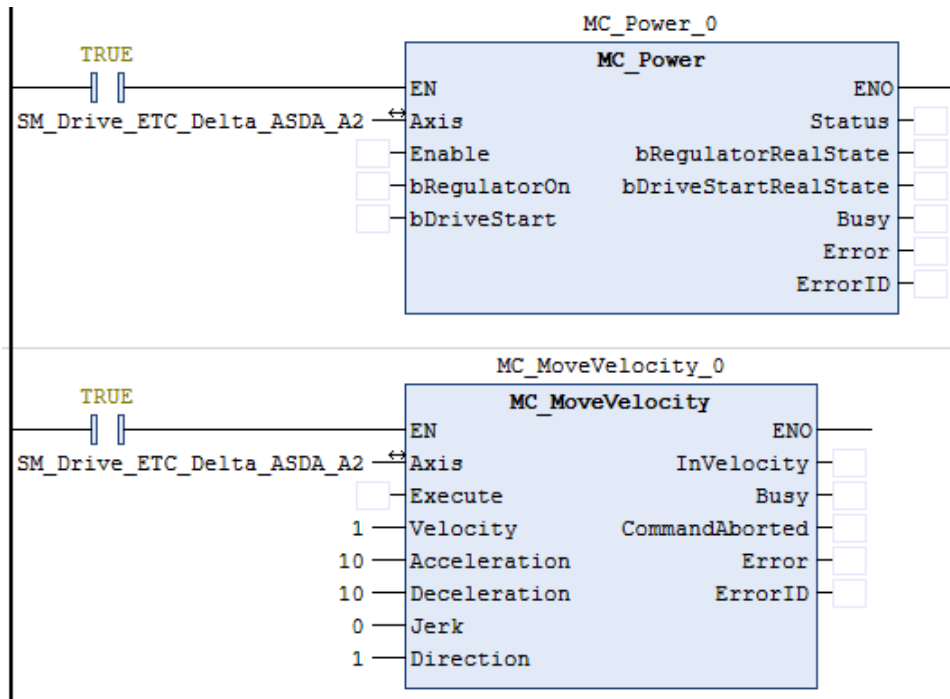 MC_Power_0
TRUE
MC_Power
EN ENO
SM_Drive_ETC_Delta_ASDA_A2 Axis Status
Enable bRegulatorRealState
bRegulatorOn bDriveStartRealState
bDriveStart Busy
Error
ErrorID
MC_MoveVelocity_0
TRUE
MC_MoveVelocity
EN ENO
SM_Drive_ETC_Delta_ASDA_A2 Axis InVelocity
Execute Busy
1 Velocity CommandAborted
10 Acceleration Error
10 Deceleration ErrorID
0 Jerk
1 Direction